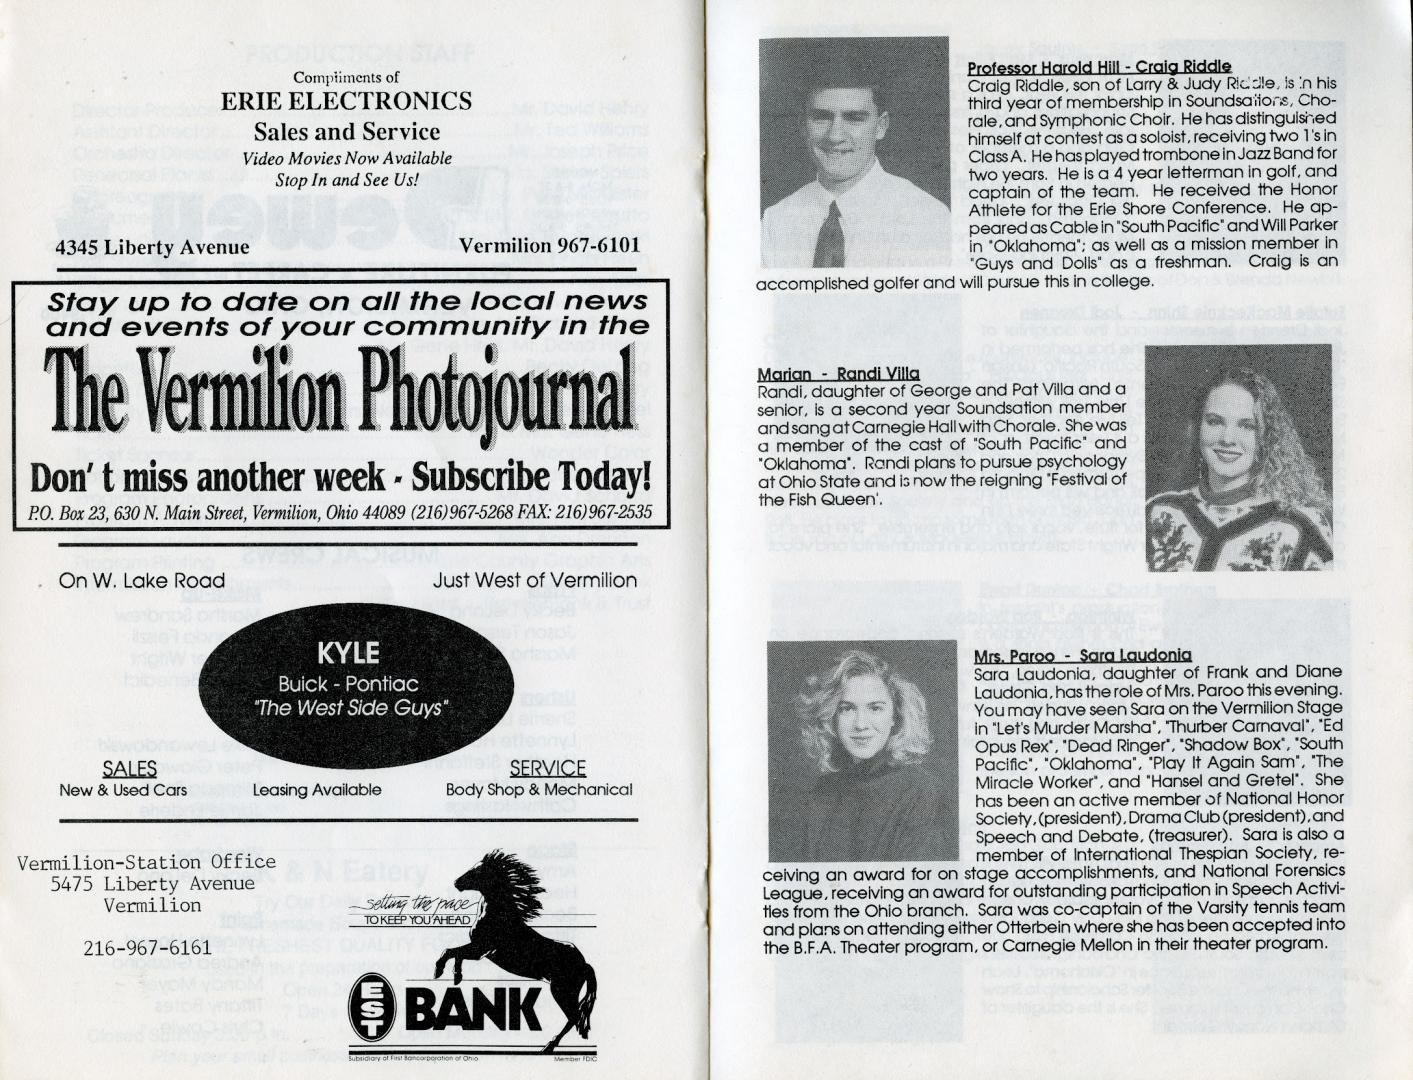 Compliments of
ERIE ELECTRONICS
Sales and Service
Video Movies Now Available
Stop In and See Us!
4345 Liberty Avenue Vermilion 967-6101
Stay up to date on all the local news
and events of your community in the
The Vermilion Photojournal
Don't miss another week - Subscribe Today!
P.O. Box 23, 630 N. Main Street, Vermilion, Ohio 44089 (216)967-5268 FAX: 216)967-2535
On W. Lake Road Just West of Vermilion
KYLE
Buick - Pontiac
"The West Side Guys"
SALES SERVICE
New & Used Cars Leasing Available Body Shop & Mechanical
Vermilion-Station Office
5475 Liberty Avenue
Vermilion
216-967-6161
setting the pace
TO KEEP YOU AHEAD
EST BANK
Subsidiary of First Bancorporation of Ohio Member FDIC
Professor Harold Hill - Craig Riddle
Craig Riddle, son of Larry & Judy Riddle, is in his
third year of membership in Soundsations, Cho-
rale, and Symphonic Choir. He has distinguished
himself at contest as a soloist, receiving two 1's in
Class A. He has played trombone in Jazz Band for
two years. He is a 4 year letterman in golf, and
captain of the team. He received the Honor
Athlete for the Erie Shore Conference. He ap-
peared as Cable in "South Pacific" and Will Parker
in "Oklahoma"; as well as a mission member in
"Guys and Dolls" as a freshman. Craig is an
accomplished golfer and will pursue this in college.
Marian - Randi Villa
Randi, daughter of George and Pat Villa and a
senior, is a second year Soundsation member
and sang at Carnegie Hall with Chorale. She was
a member of the cast of "South Pacific" and
"Oklahoma". Randi plans to pursue psychology
at Ohio State and is now the reigning "Festival of
the Fish Queen'.
Mrs. Paroo - Sara Laudonia
Sara Laudonia, daughter of Frank and Diane
Laudonia, has the role of Mrs. Paroo this evening.
You may have seen Sara on the Vermilion Stage
in "Let's Murder Marsha", "Thurber Carnaval", "Ed
Opus Rex", "Dead Ringer", "Shadow Box", "South
Pacific", "Oklahoma", "Play It Again Sam", "The
Miracle Worker", and "Hansel and Gretel". She
has been an active member of National Honor
Society, (president), Drama Club (president), and
Speech and Debate, (treasurer). Sara is also a
member of International Thespian Society, re-
ceiving an award for on stage accomplishments, and National Forensics
League, receiving an award for outstanding participation in Speech Activi-
ties from the Ohio branch. Sara was co-captain of the Varsity tennis team
and plans on attending either Otterbein where she has been accepted into
the B.F.A. Theater program, or Carnegie Mellon in their theater program.